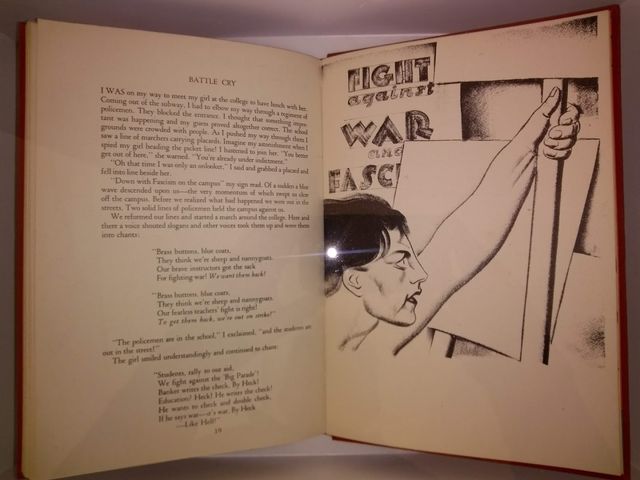 BATTLE CRY
I WAS on my way to meet my girl at the college to have lunch with her.
Coming out of the subway, I had to elbow my way through a regiment of
policemen. They blocked the entrance. I thought that something impor-
tant was happening and my guess proved altogether correct. The school
grounds were crowded with people. As I pushed my way through them I
saw a line of marchers carrying placards. Imagine my astonishment when I
spied my girl heading the picket line! I hastened to join her. "You better
get out of here," she warned. "You're already under indictment."
"Oh that time I was only an onlooker," I placed and grabbed a placard and
fell into line beside her.
"Down with Fascism on the campus" my sign read. Of a sudden a blue
wave descended upon us—the very momentum of which swept us clear
off the campus. Before we realized what had happened we were out in the
streets. Two solid lines of policemen held the campus against us.
We reformed our lines and started a march around the college. Here and
there a voice shouted slogans and other voices took them up and wove them
into chants:
"Brass buttons, blue coats,
They think we're sheep and nannygoats.
Our brave instructors got the sack
For fighting war! We want them back!
"Brass buttons, blue coats,
They think we're sheep and nannygoats.
Our fearless teachers' fight is right!
To get them back, we're out on strike!"
"The policemen are in the school," I exclaimed, "and the students are
out in the street!"
The girl smiled understandingly and continued to chant:
"Students, rally to our aid,
We fight against the 'Big Parade'!
Banker writes the check. By Heck!
Education? Heck! He writes the check!
He wants to check and double check,
If he says war—it's war. By Heck
—Like Hell!"
19
FIGHT
against
WAR
and
FASC